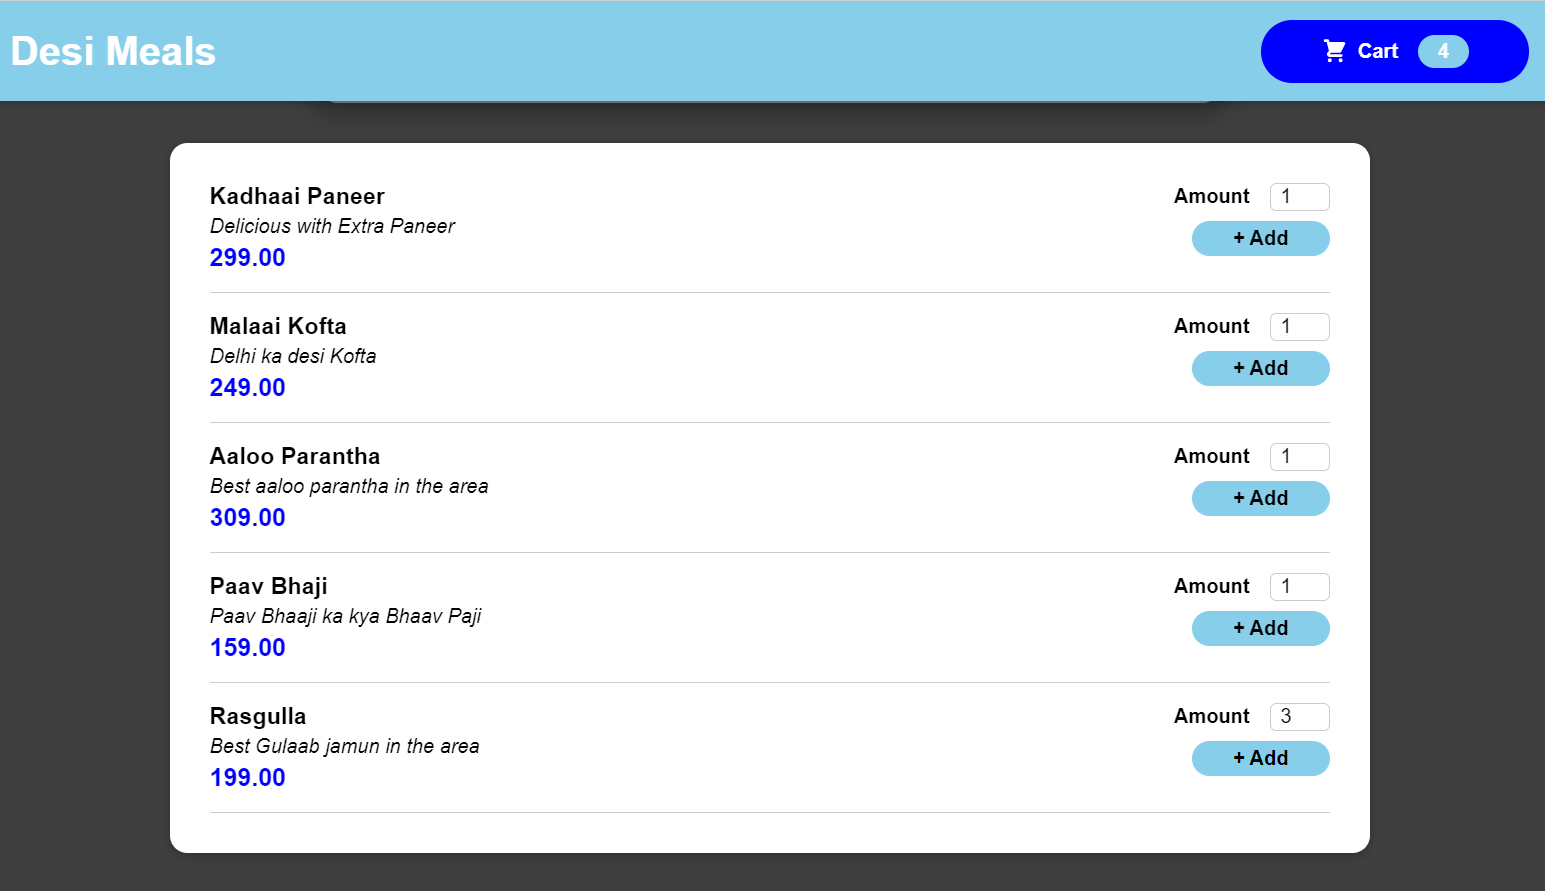 Desi Meals
Cart 4
Kadhaai Paneer
Delicious with Extra Paneer
299.00
Amount 1
+ Add
Malaai Kofta
Delhi ka desi Kofta
249.00
Amount 1
+ Add
Aaloo Parantha
Best aaloo parantha in the area
309.00
Amount 1
+ Add
Paav Bhaji
Paav Bhaaji ka kya Bhaav Paji
159.00
Amount 1
+ Add
Rasgulla
Best Gulaab jamun in the area
199.00
Amount 3
+ Add